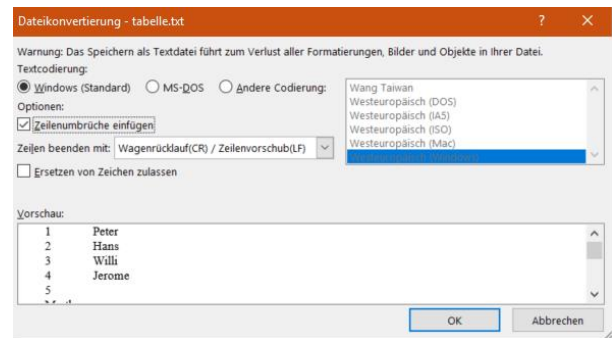 Dateikonvertierung - tabelle.txt ? ×
Warnung: Das Speichern als Textdatei führt zum Verlust aller Formatierungen, Bilder und Objekte in Ihrer Datei.
Textcodierung:
Windows (Standard) MS-DOS Andere Codierung:
Wang Taiwan
Westeuropäisch (DOS)
Westeuropäisch (IA5)
Westeuropäisch (ISO)
Westeuropäisch (Mac)
Westeuropäisch (Windows)
Optionen:
Zeilenumbrüche einfügen
Zeilen beenden mit: Wagenrücklauf(CR) / Zeilenvorschub(LF)
Ersetzen von Zeichen zulassen
Vorschau:
1 Peter
2 Hans
3 Willi
4 Jerome
5
OK Abbrechen